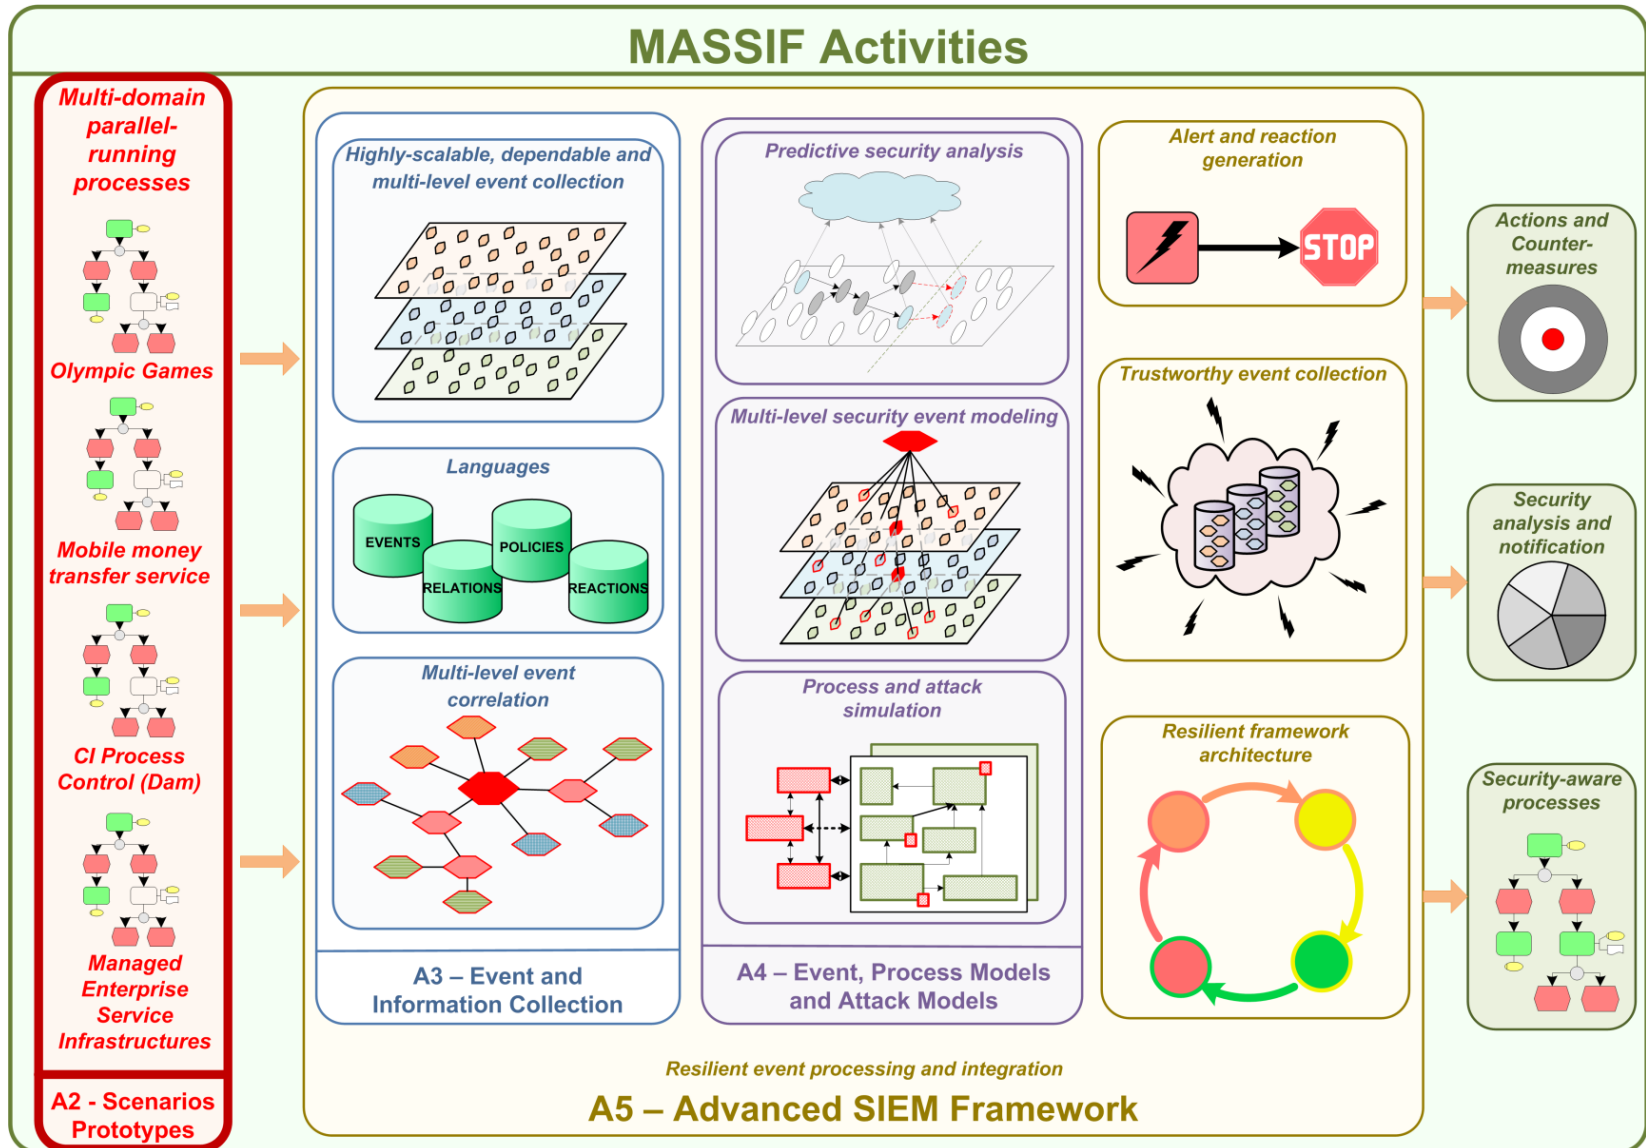 MASSIF Activities
Multi-domain
parallel-
running
processes
Olympic Games
Mobile money
transfer service
CI Process
Control (Dam)
Managed
Enterprise
Service
Infrastructures
A2 - Scenarios
Prototypes
Highly-scalable, dependable and
multi-level event collection
Languages
EVENTS
POLICIES
RELATIONS
REACTIONS
Multi-level event
correlation
A3 – Event and
Information Collection
Predictive security analysis
Multi-level security event modeling
Process and attack
simulation
A4 – Event, Process Models
and Attack Models
Alert and reaction
generation
STOP
Trustworthy event collection
Resilient framework
architecture
Resilient event processing and integration
A5 – Advanced SIEM Framework
Actions and
Counter-
measures
Security
analysis and
notification
Security-aware
processes